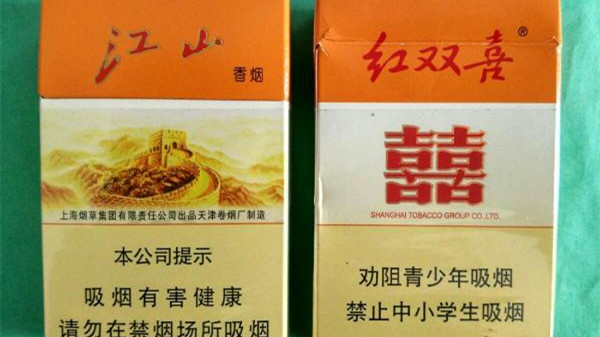 江山
香烟
上海烟草集团有限责任公司出品天津卷烟厂制造
本公司提示
吸烟有害健康
请勿在禁烟场所吸烟
红双喜®
囍
SHANGHAI TOBACCO GROUP CO.,LTD
劝阻青少年吸烟
禁止中小学生吸烟